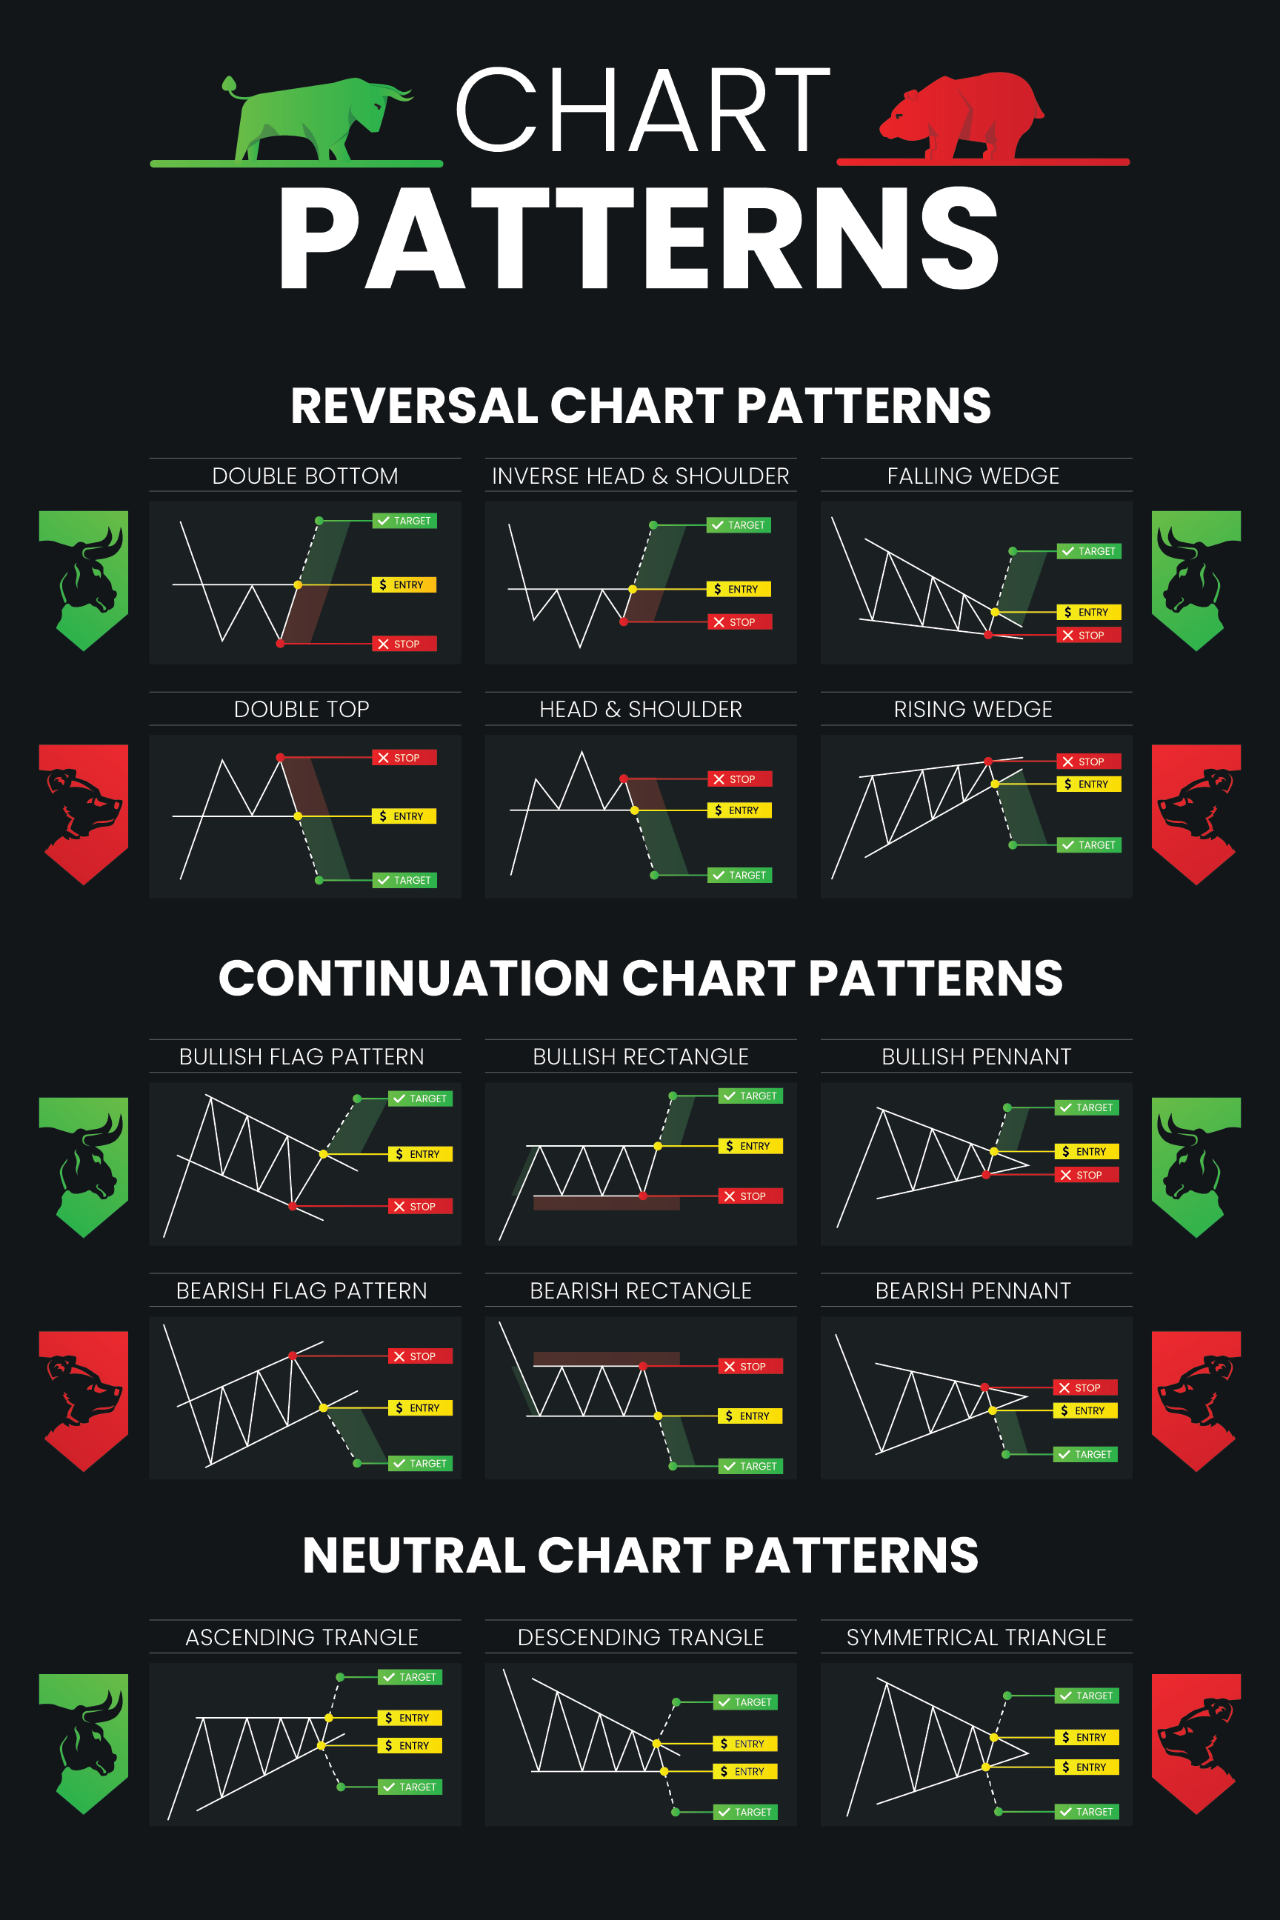 CHART
PATTERNS
REVERSAL CHART PATTERNS
DOUBLE BOTTOM
TARGET
$ ENTRY
STOP
INVERSE HEAD & SHOULDER
TARGET
$ ENTRY
STOP
FALLING WEDGE
TARGET
$ ENTRY
STOP
DOUBLE TOP
STOP
$ ENTRY
TARGET
HEAD & SHOULDER
STOP
$ ENTRY
TARGET
RISING WEDGE
STOP
$ ENTRY
TARGET
CONTINUATION CHART PATTERNS
BULLISH FLAG PATTERN
TARGET
$ ENTRY
STOP
BULLISH RECTANGLE
TARGET
$ ENTRY
STOP
BULLISH PENNANT
TARGET
$ ENTRY
STOP
BEARISH FLAG PATTERN
STOP
$ ENTRY
TARGET
BEARISH RECTANGLE
STOP
$ ENTRY
TARGET
BEARISH PENNANT
STOP
$ ENTRY
TARGET
NEUTRAL CHART PATTERNS
ASCENDING TRANGLE
TARGET
$ ENTRY
$ ENTRY
TARGET
DESCENDING TRANGLE
TARGET
$ ENTRY
$ ENTRY
TARGET
SYMMETRICAL TRIANGLE
TARGET
$ ENTRY
$ ENTRY
TARGET